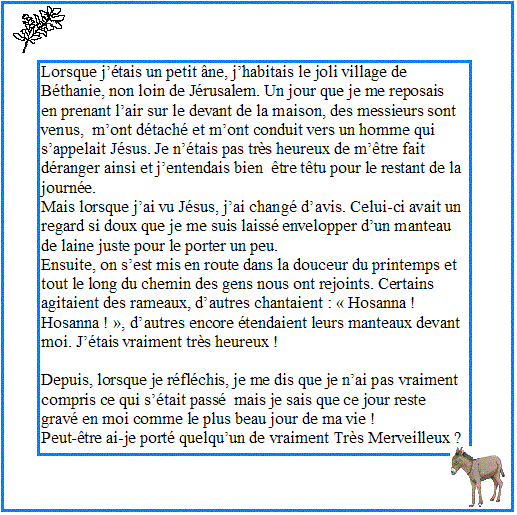 Lorsque j’étais un petit âne, j’habitais le joli village de
Béthanie, non loin de Jérusalem. Un jour que je me reposais
en prenant l’air sur le devant de la maison, des messieurs sont
venus,  m’ont détaché et m’ont conduit vers un homme qui
s’appelait Jésus. Je n’étais pas très heureux de m’être fait
déranger ainsi et j’entendais bien  être têtu pour le restant de la
journée.
Mais lorsque j’ai vu Jésus, j’ai changé d’avis. Celui-ci avait un
regard si doux que je me suis laissé envelopper d’un manteau
de laine juste pour le porter un peu.
Ensuite, on s’est mis en route dans la douceur du printemps et
tout le long du chemin des gens nous ont rejoints. Certains
agitaient des rameaux, d’autres chantaient : « Hosanna !
Hosanna ! », d’autres encore étendaient leurs manteaux devant
moi. J’étais vraiment très heureux !

Depuis, lorsque je réfléchis, je me dis que je n’ai pas vraiment
compris ce qui s’était passé  mais je sais que ce jour reste
gravé en moi comme le plus beau jour de ma vie !
Peut-être ai-je porté quelqu’un de vraiment Très Merveilleux ?